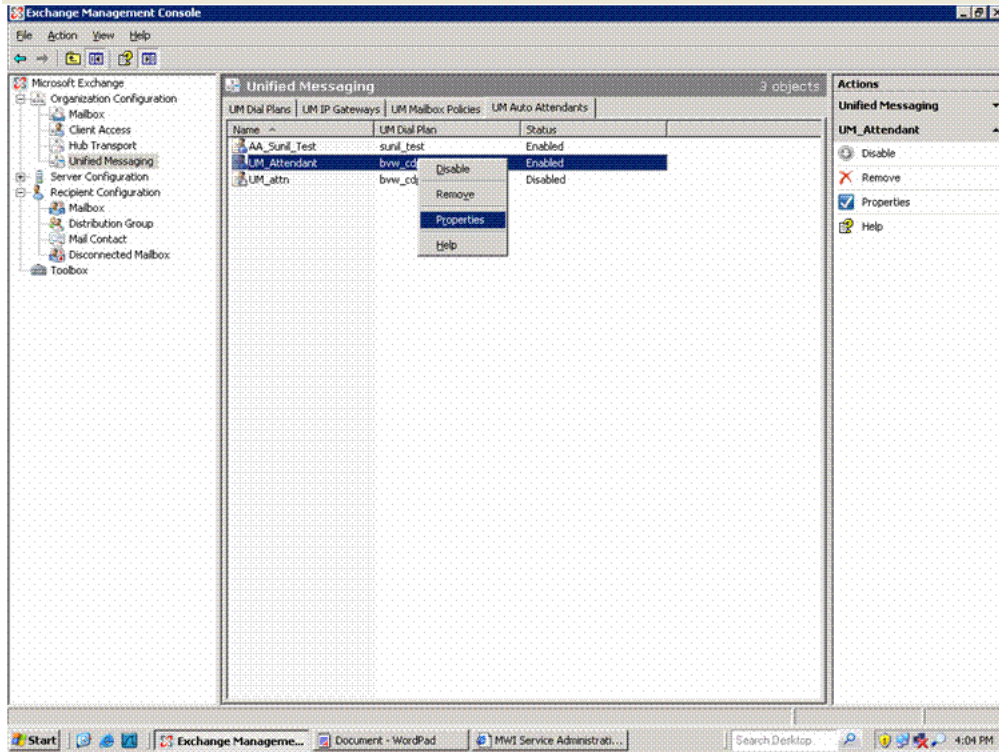 Exchange Management Console
File Action View Help
Microsoft Exchange
Organization Configuration
Mailbox
Client Access
Hub Transport
Unified Messaging
Server Configuration
Recipient Configuration
Mailbox
Distribution Group
Mail Contact
Disconnected Mailbox
Toolbox
Unified Messaging 3 objects
UM Dial Plans UM IP Gateways UM Mailbox Policies UM Auto Attendants
Name UM Dial Plan Status
AA_Sunil_Test sunil_test Enabled
UM_Attendant bvw_cd Enabled
UM_attn bvw_cd Disabled
Disable
Remove
Properties
Help
Actions
Unified Messaging
UM_Attendant
Disable
Remove
Properties
Help
Start Exchange Manageme... Document - WordPad MWI Service Administrati... Search Desktop 4:04 PM